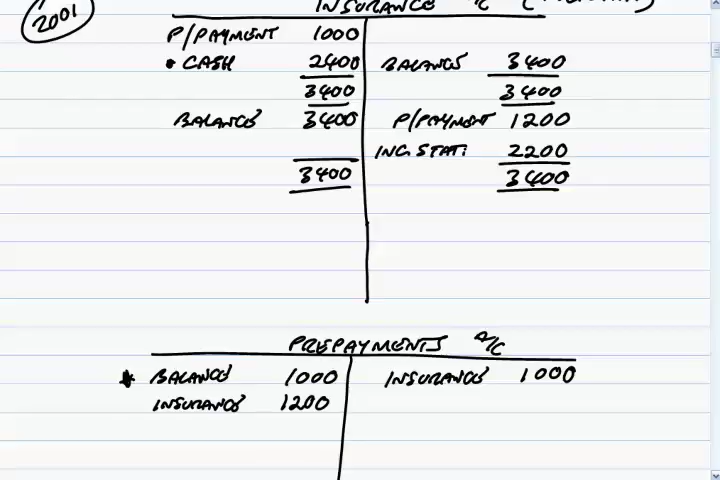 2001
INSURANCE A/C
P/PAYMENT 1000
• CASH 2400 BALANCE 3400
3400 3400
BALANCE 3400 P/PAYMENT 1200
INC. STAT: 2200
3400 3400
PREPAYMENTS A/C
* BALANCE 1000 INSURANCE 1000
INSURANCE 1200